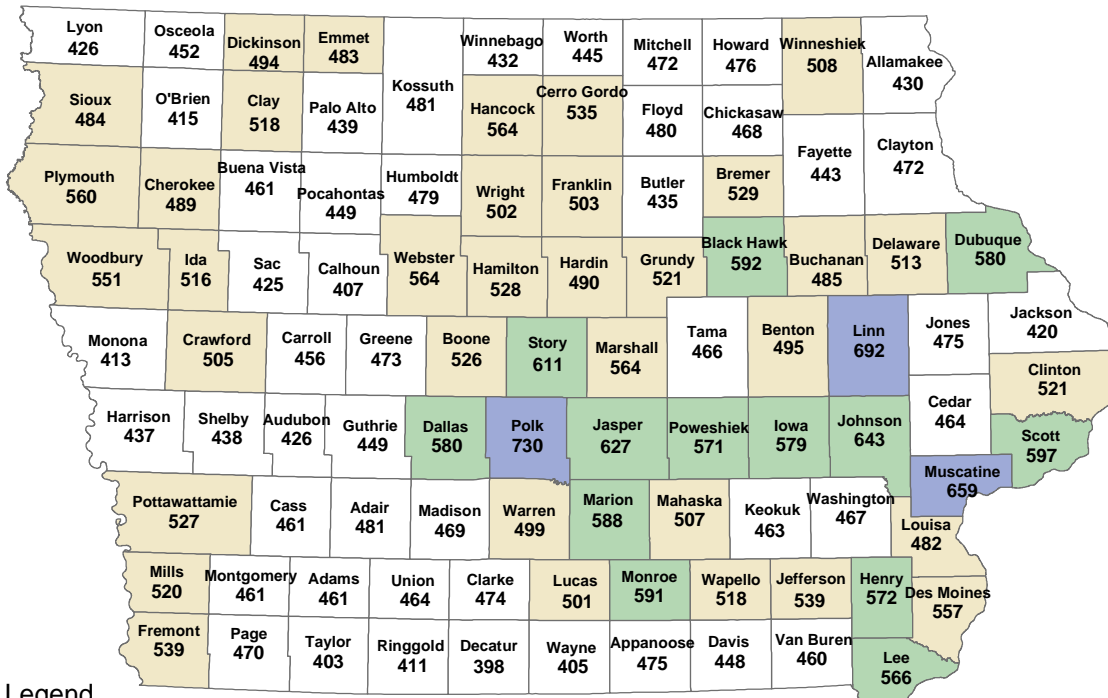 Lyon
426
Osceola
452
Dickinson
494
Emmet
483
Kossuth
481
Winnebago
432
Worth
445
Mitchell
472
Howard
476
Winneshiek
508
Allamakee
430
Sioux
484
O'Brien
415
Clay
518
Palo Alto
439
Hancock
564
Cerro Gordo
535
Floyd
480
Chickasaw
468
Fayette
443
Clayton
472
Plymouth
560
Cherokee
489
Buena Vista
461
Pocahontas
449
Humboldt
479
Wright
502
Franklin
503
Butler
435
Bremer
529
Woodbury
551
Ida
516
Sac
425
Calhoun
407
Webster
564
Hamilton
528
Hardin
490
Grundy
521
Black Hawk
592
Buchanan
485
Delaware
513
Dubuque
580
Monona
413
Crawford
505
Carroll
456
Greene
473
Boone
526
Story
611
Marshall
564
Tama
466
Benton
495
Linn
692
Jones
475
Jackson
420
Clinton
521
Harrison
437
Shelby
438
Audubon
426
Guthrie
449
Dallas
580
Polk
730
Jasper
627
Poweshiek
571
Iowa
579
Johnson
643
Cedar
464
Scott
597
Muscatine
659
Pottawattamie
527
Cass
461
Adair
481
Madison
469
Warren
499
Marion
588
Mahaska
507
Keokuk
463
Washington
467
Louisa
482
Mills
520
Montgomery
461
Adams
461
Union
464
Clarke
474
Lucas
501
Monroe
591
Wapello
518
Jefferson
539
Henry
572
Des Moines
557
Fremont
539
Page
470
Taylor
403
Ringgold
411
Decatur
398
Wayne
405
Appanoose
475
Davis
448
Van Buren
460
Lee
566
Legend